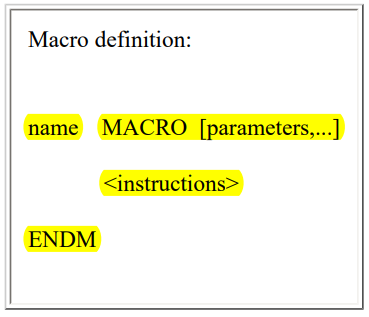 Macro definition:
name MACRO [parameters,...]
<instructions>
ENDM